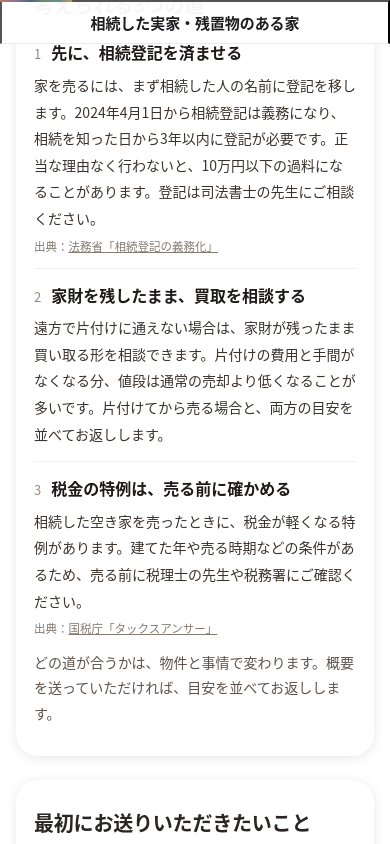 相続した実家・残置物のある家
1 先に、相続登記を済ませる
家を売るには、まず相続した人の名前に登記を移し
ます。2024年4月1日から相続登記は義務になり、
相続を知った日から3年以内に登記が必要です。正
当な理由なく行わないと、10万円以下の過料にな
ることがあります。登記は司法書士の先生にご相談
ください。
出典：法務省「相続登記の義務化」
2 家財を残したまま、買取を相談する
遠方で片付けに通えない場合は、家財が残ったまま
買い取る形を相談できます。片付けの費用と手間が
なくなる分、値段は通常の売却より低くなることが
多いです。片付けてから売る場合と、両方の目安を
並べてお返しします。
3 税金の特例は、売る前に確かめる
相続した空き家を売ったときに、税金が軽くなる特
例があります。建てた年や売る時期などの条件があ
るため、売る前に税理士の先生や税務署にご確認く
ださい。
出典：国税庁「タックスアンサー」
どの道が合うかは、物件と事情で変わります。概要
を送っていただければ、目安を並べてお返ししま
す。
最初にお送りいただきたいこと